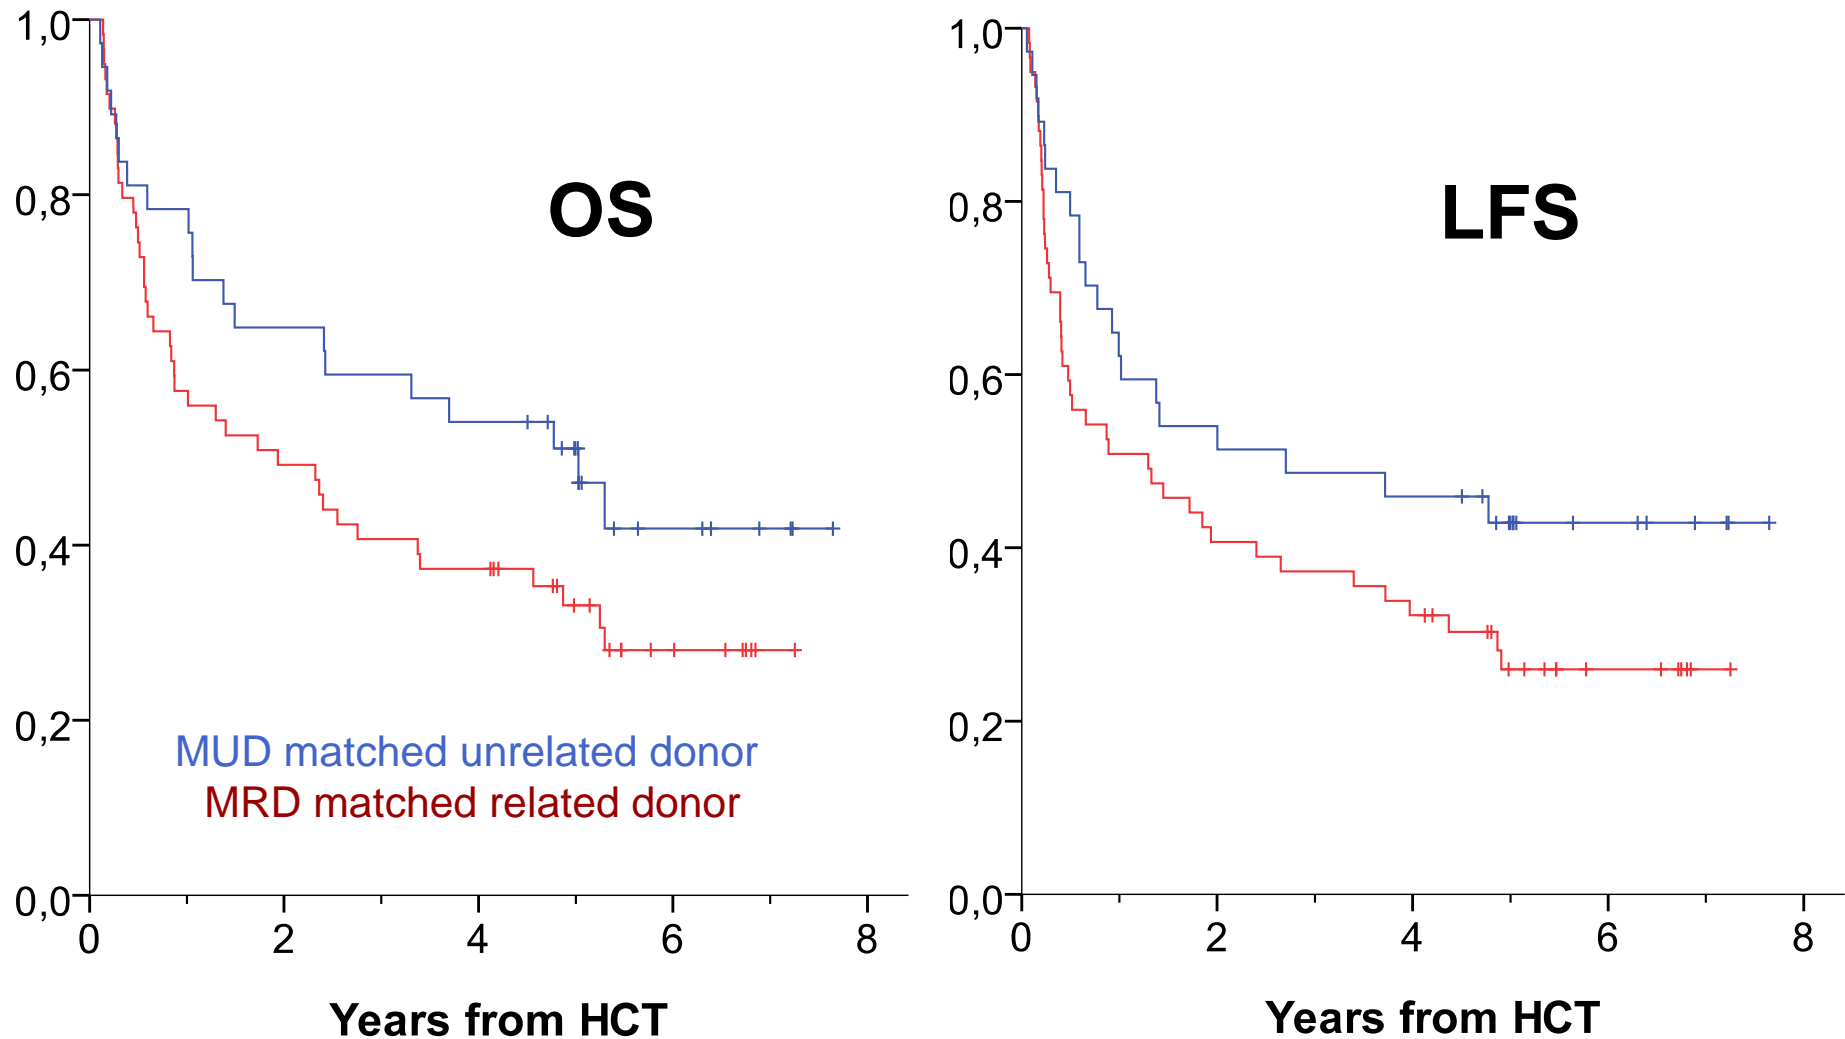 1,0
0,8
0,6
0,4
0,2
0,0
0 2 4 6 8
OS
MUD matched unrelated donor
MRD matched related donor
Years from HCT
1,0
0,8
0,6
0,4
0,2
0,0
0 2 4 6 8
LFS
Years from HCT